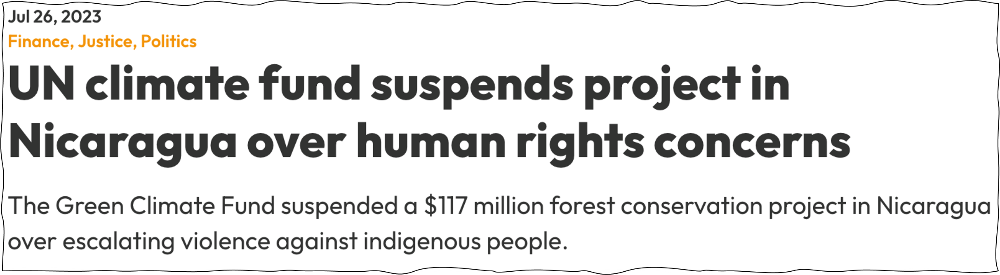 Jul 26, 2023
Finance, Justice, Politics
UN climate fund suspends project in
Nicaragua over human rights concerns
The Green Climate Fund suspended a $117 million forest conservation project in Nicaragua
over escalating violence against indigenous people.